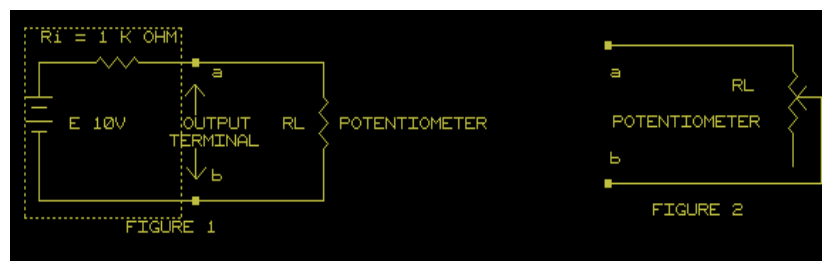 Ri = 1 K OHM
a
E 10V
OUTPUT
TERMINAL
RL
POTENTIOMETER
b
FIGURE 1
a
RL
POTENTIOMETER
b
FIGURE 2